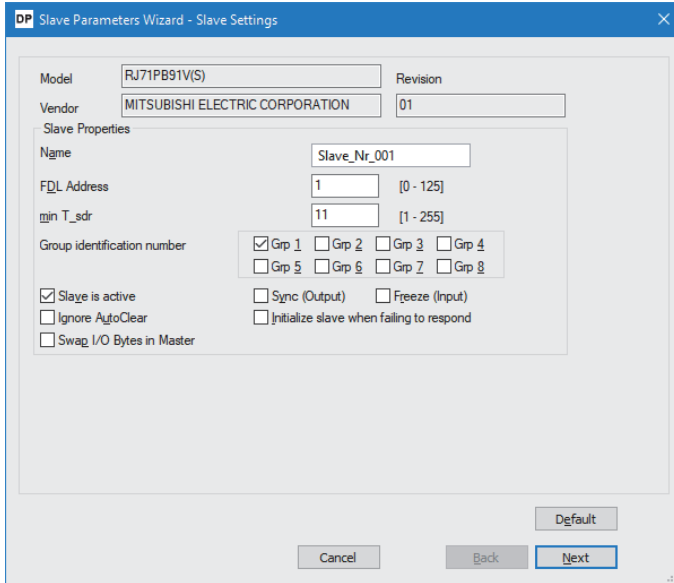 DP Slave Parameters Wizard - Slave Settings
Model RJ71PB91V(S) Revision
Vendor MITSUBISHI ELECTRIC CORPORATION 01
Slave Properties
Name Slave_Nr_001
FDL Address 1 [0 - 125]
min T_sdr 11 [1 - 255]
Group identification number Grp 1 Grp 2 Grp 3 Grp 4
Grp 5 Grp 6 Grp 7 Grp 8
Slave is active Sync (Output) Freeze (Input)
Ignore AutoClear Initialize slave when failing to respond
Swap I/O Bytes in Master
Default
Cancel Back Next